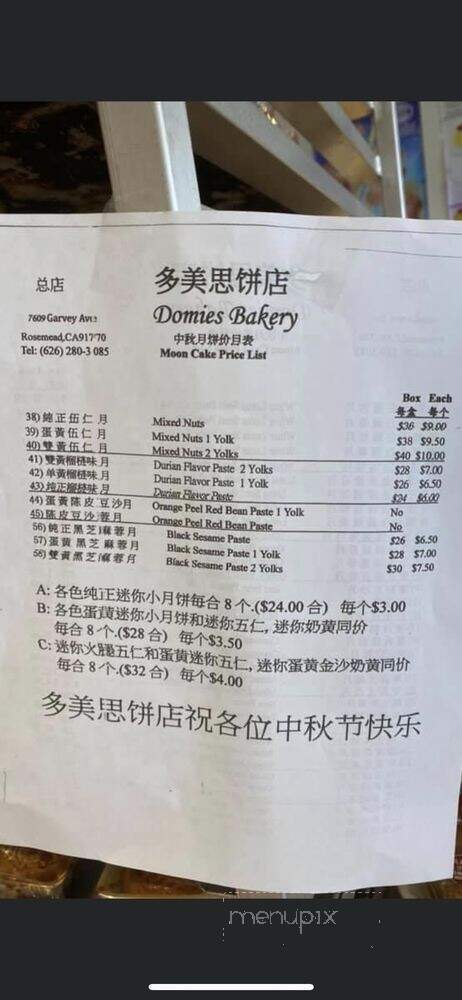 总店
多美思饼店
7609 Garvey Ave
Domies Bakery
Rosemead,CA91770
中秋月饼价目表
Tel: (626) 280-3085
Moon Cake Price List
Box Each
每盒 每个
38) 純正伍仁月 Mixed Nuts $36 $9.00
39) 蛋黃伍仁月 Mixed Nuts 1 Yolk $38 $9.50
40) 雙黃伍仁月 Mixed Nuts 2 Yolks $40 $10.00
41) 雙黃榴槤味月 Durian Flavor Paste 2 Yolks $28 $7.00
42) 单黃榴槤味月 Durian Flavor Paste 1 Yolk $26 $6.50
43) 纯正榴槤味月 Durian Flavor Paste $24 $6.00
44) 蛋黃陈皮豆沙月 Orange Peel Red Bean Paste 1 Yolk No
45) 陈皮豆沙蓉月 Orange Peel Red Bean Paste No
56) 純正黑芝麻蓉月 Black Sesame Paste $26 $6.50
57) 蛋黃黑芝麻蓉月 Black Sesame Paste 1 Yolk $28 $7.00
58) 雙黃黑芝麻蓉月 Black Sesame Paste 2 Yolks $30 $7.50
A: 各色纯正迷你小月饼每合 8 个.($24.00 合) 每个$3.00
B: 各色蛋黄迷你小月饼和迷你五仁, 迷你奶黄同价
每合 8 个.($28 合) 每个$3.50
C: 迷你火腿五仁和蛋黄迷你五仁, 迷你蛋黄金沙奶黄同价
每合 8 个.($32 合) 每个$4.00
多美思饼店祝各位中秋节快乐
menupix